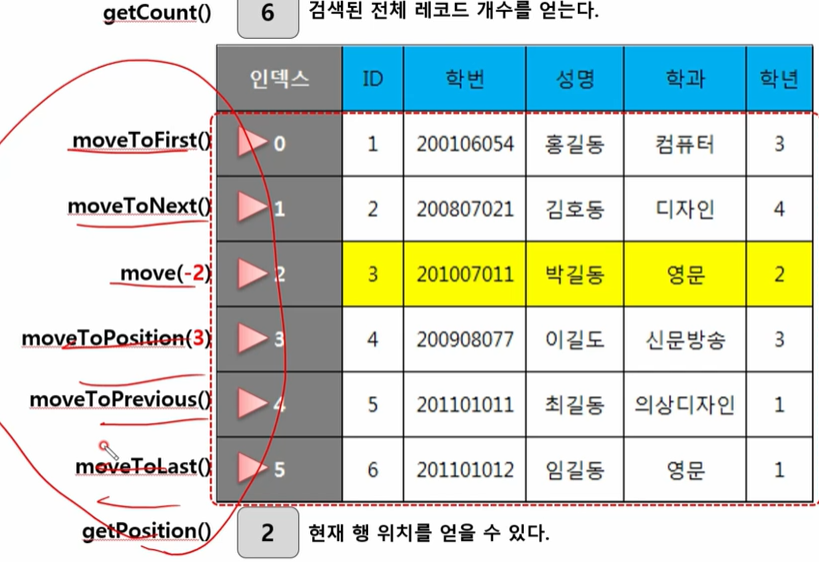 getCount() 6 검색된 전체 레코드 개수를 얻는다.
인덱스 ID 학번 성명 학과 학년
moveToFirst() 0 1 200106054 홍길동 컴퓨터 3
moveToNext() 1 2 200807021 김호동 디자인 4
move(-2) 2 3 201007011 박길동 영문 2
moveToPosition(3) 3 4 200908077 이길도 신문방송 3
moveToPrevious() 4 5 201101011 최길동 의상디자인 1
moveToLast() 5 6 201101012 임길동 영문 1
getPosition() 2 현재 행 위치를 얻을 수 있다.